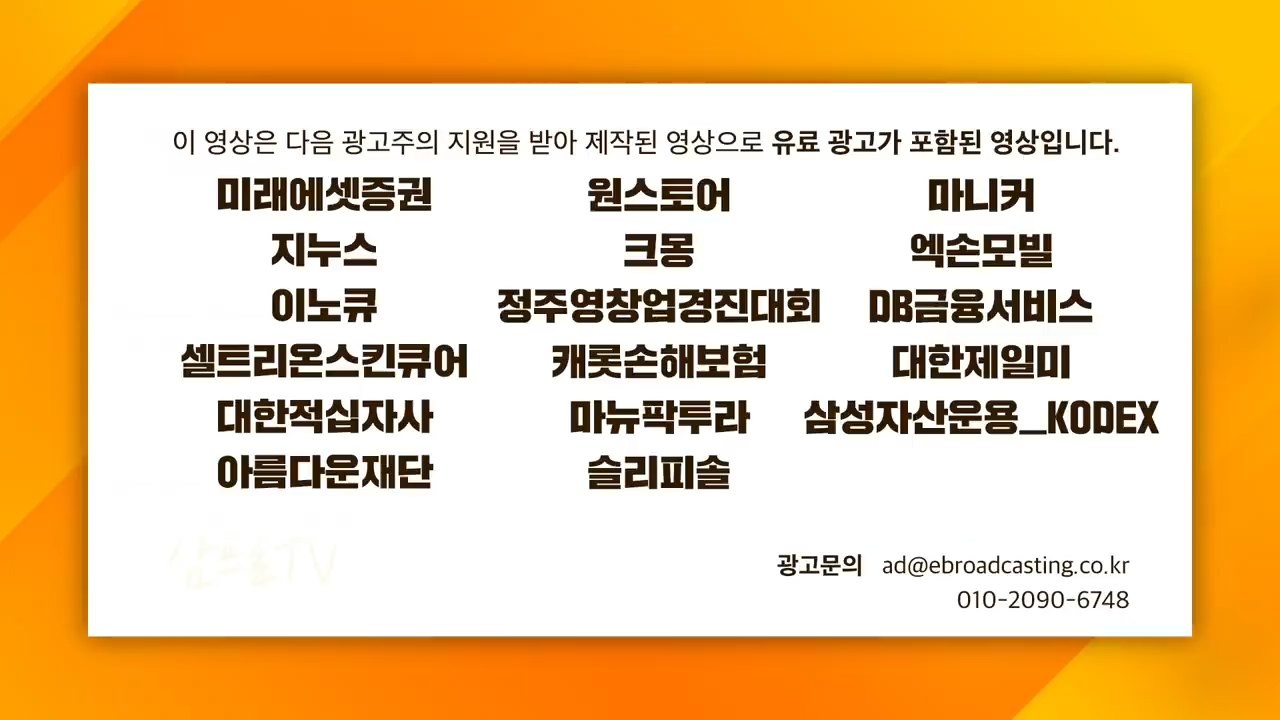 이 영상은 다음 광고주의 지원을 받아 제작된 영상으로 유료 광고가 포함된 영상입니다.
미래에셋증권 원스토어 마니커
지누스 크몽 엑손모빌
이노큐 정주영창업경진대회 DB금융서비스
셀트리온스킨큐어 캐롯손해보험 대한제일미
대한적십자사 마뉴팍투라 삼성자산운용_KODEX
아름다운재단 슬리피솔
삼프로TV
광고문의 ad@ebroadcasting.co.kr
010-2090-6748